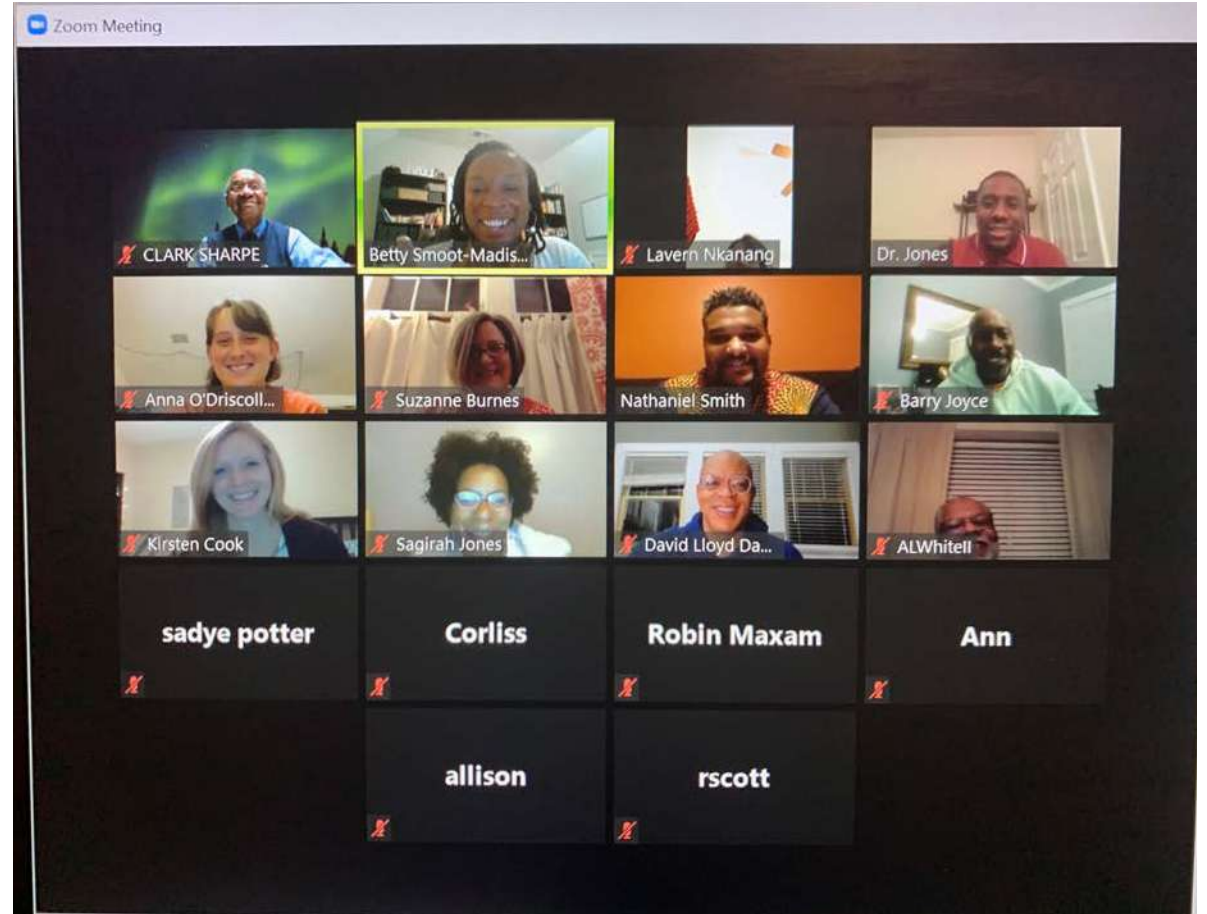 Zoom Meeting
CLARK SHARPE
Betty Smoot-Madis...
Lavern Nkanang
Dr. Jones
Anna O'Driscoll...
Suzanne Burnes
Nathaniel Smith
Barry Joyce
Kirsten Cook
Sagirah Jones
David Lloyd Da...
ALWhiteII
sadye potter
Corliss
Robin Maxam
Ann
allison
rscott